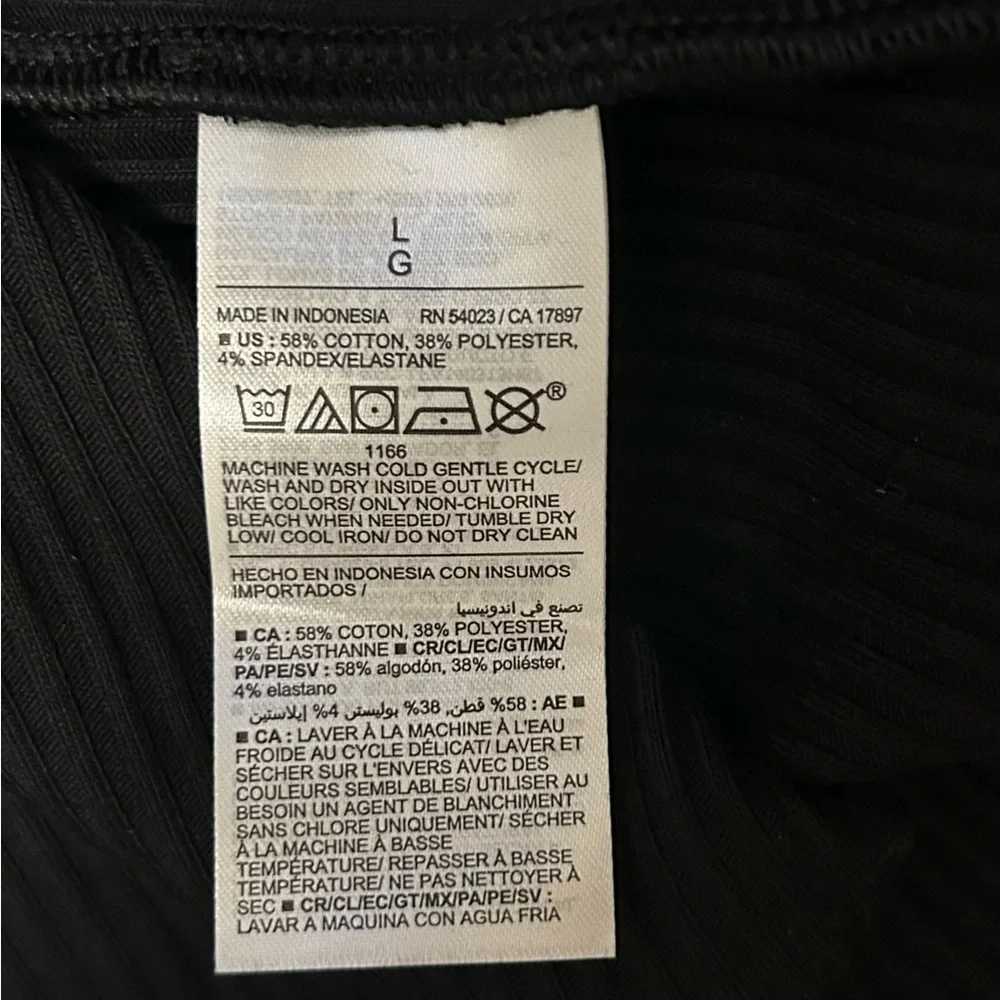 L
G
MADE IN INDONESIA RN 54023 / CA 17897
■ US : 58% COTTON, 38% POLYESTER,
4% SPANDEX/ELASTANE
30
®
1166
MACHINE WASH COLD GENTLE CYCLE/
WASH AND DRY INSIDE OUT WITH
LIKE COLORS/ ONLY NON-CHLORINE
BLEACH WHEN NEEDED/ TUMBLE DRY
LOW/ COOL IRON/ DO NOT DRY CLEAN
HECHO EN INDONESIA CON INSUMOS
IMPORTADOS /
تصنع في اندونيسيا
■ CA : 58% COTON, 38% POLYESTER,
4% ÉLASTHANNE ■ CR/CL/EC/GT/MX/
PA/PE/SV : 58% algodón, 38% poliéster,
4% elastano
■ AE : 58% قطن, 38% بوليستر, 4% إيلاستين
■ CA : LAVER À LA MACHINE À L'EAU
FROIDE AU CYCLE DÉLICAT/ LAVER ET
SÉCHER SUR L'ENVERS AVEC DES
COULEURS SEMBLABLES/ UTILISER AU
BESOIN UN AGENT DE BLANCHIMENT
SANS CHLORE UNIQUEMENT/ SÉCHER
À LA MACHINE À BASSE
TEMPÉRATURE/ REPASSER À BASSE
TEMPÉRATURE/ NE PAS NETTOYER À
SEC ■ CR/CL/EC/GT/MX/PA/PE/SV :
LAVAR A MAQUINA CON AGUA FRIA